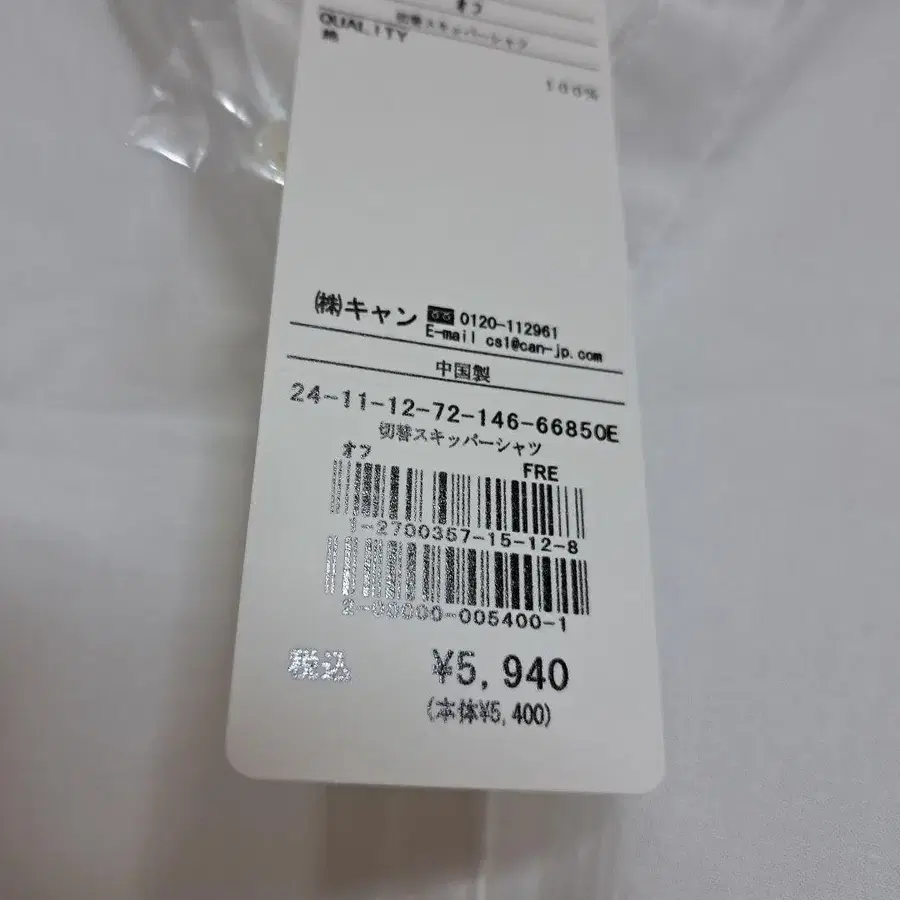 オフ
切替スキッパーシャツ
QUALITY
綿 100%
㈱キャン 0120-112961
E-mail cs1@can-jp.com
中国製
24-11-12-72-146-66850E
切替スキッパーシャツ
オフ FRE
1-2700357-15-12-8
2-00000-005400-1
税込 ¥5,940
(本体¥5,400)